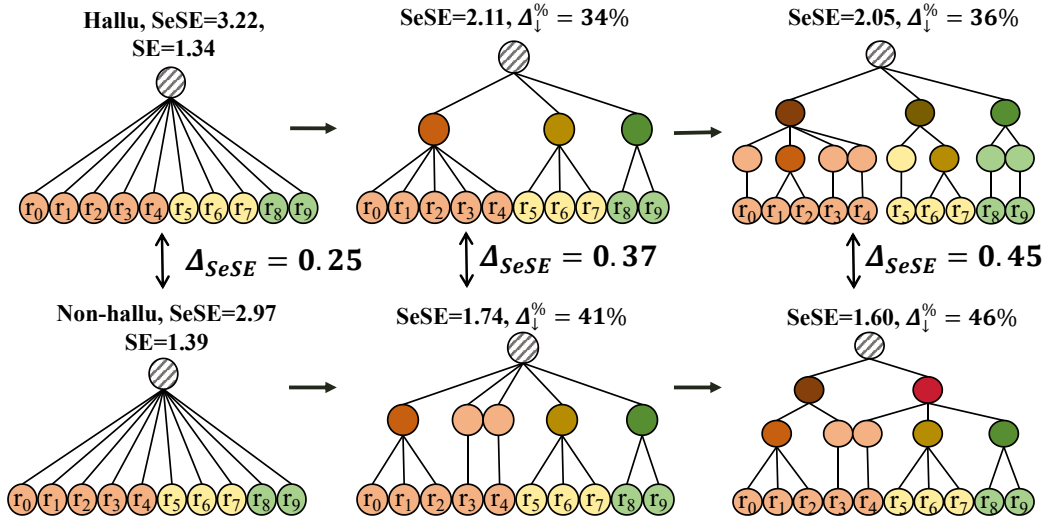 Hallu, SeSE=3.22,
SE=1.34
SeSE=2.11, Δ↓% = 34%
SeSE=2.05, Δ↓% = 36%
r0 r1 r2 r3 r4 r5 r6 r7 r8 r9
r0 r1 r2 r3 r4 r5 r6 r7 r8 r9
r0 r1 r2 r3 r4 r5 r6 r7 r8 r9
ΔSeSE = 0.25
ΔSeSE = 0.37
ΔSeSE = 0.45
Non-hallu, SeSE=2.97
SE=1.39
SeSE=1.74, Δ↓% = 41%
SeSE=1.60, Δ↓% = 46%
r0 r1 r2 r3 r4 r5 r6 r7 r8 r9
r0 r1 r2 r3 r4 r5 r6 r7 r8 r9
r0 r1 r2 r3 r4 r5 r6 r7 r8 r9